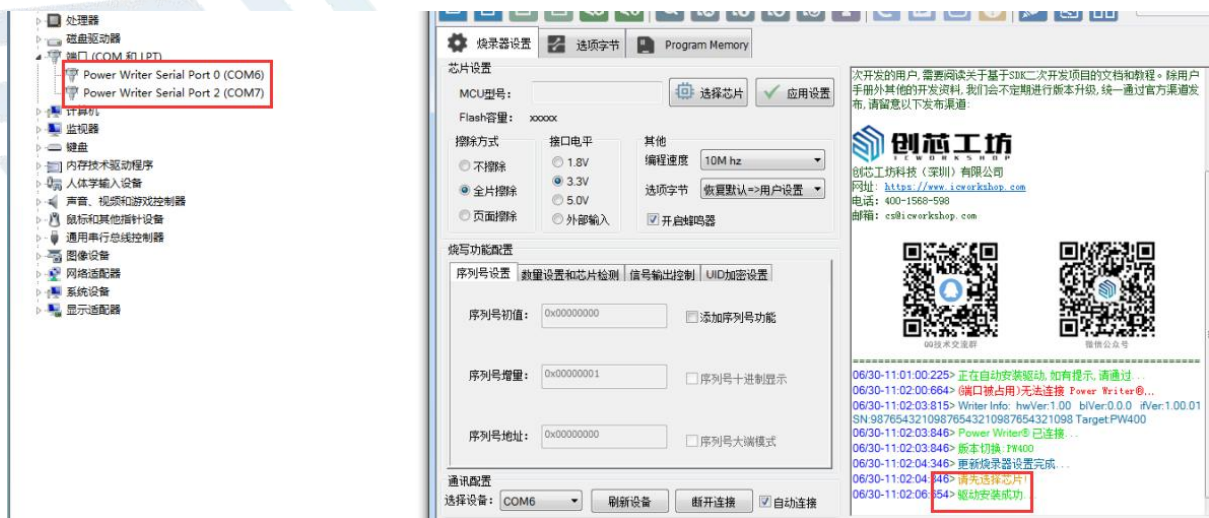 处理器
磁盘驱动器
端口 (COM 和 LPT)
Power Writer Serial Port 0 (COM6)
Power Writer Serial Port 2 (COM7)
计算机
监视器
键盘
内存技术驱动程序
人体学输入设备
声音、视频和游戏控制器
鼠标和其他指针设备
通用串行总线控制器
图像设备
网络适配器
系统设备
显示适配器
烧录器设置
选项字节
Program Memory
芯片设置
MCU型号:
选择芯片
应用设置
Flash容量: xxxxx
擦除方式
接口电平
其他
不擦除
1.8V
编程速度
10M hz
全片擦除
3.3V
选项字节
恢复默认=>用户设置
5.0V
页面擦除
外部输入
开启蜂鸣器
烧写功能配置
序列号设置
数量设置和芯片检测
信号输出控制
UID加密设置
序列号初值:
0x00000000
添加序列号功能
序列号增量:
0x00000001
序列号十进制显示
序列号地址:
0x00000000
序列号大端模式
通讯配置
选择设备:
COM6
刷新设备
断开连接
自动连接
次开发的用户,需要阅读关于基于SDK二次开发项目的文档和教程。除用户
手册外其他的开发资料,我们会不定期进行版本升级,统一通过官方渠道发
布,请留意以下发布渠道:
创芯工坊
ICWORKSHOP
创芯工坊科技(深圳)有限公司
网址: https://www.icworkshop.com
电话: 400-1568-598
邮箱: cs@icworkshop.com
QQ技术交流群
微信公众号
06/30-11:01:00:225> 正在自动安装驱动,如有提示,请通过...
06/30-11:02:00:664> (端口被占用)无法连接 Power Writer®...
06/30-11:02:03:815> Writer Info: hwVer:1.00 blVer:0.0.0 ifVer:1.00.01
SN:98765432109876543210987654321098 Target:PW400
06/30-11:02:03:846> Power Writer® 已连接...
06/30-11:02:03:846> 版本切换:PW400
06/30-11:02:04:346> 更新烧录器设置完成...
06/30-11:02:04:346> 请先选择芯片!
06/30-11:02:06:654> 驱动安装成功...